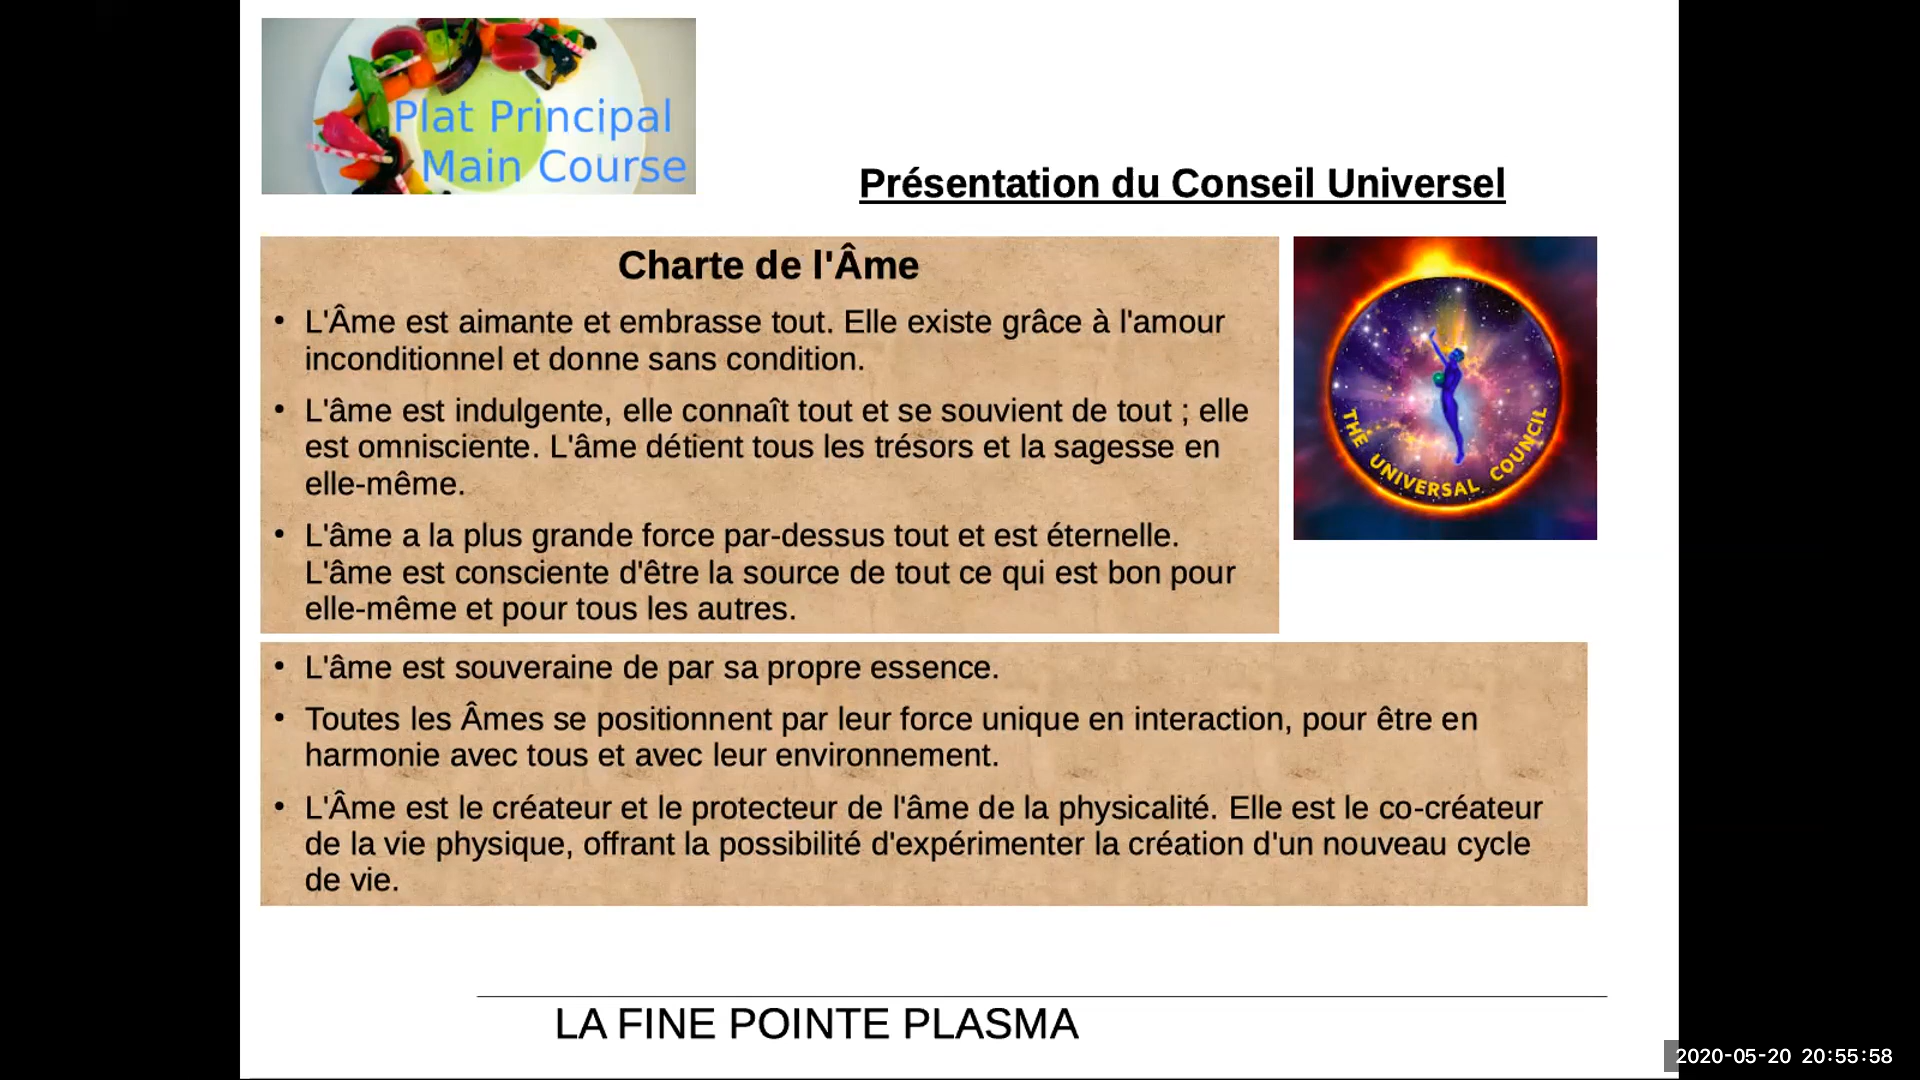 Plat Principal
Main Course
Présentation du Conseil Universel
Charte de l'Âme
• L'Âme est aimante et embrasse tout. Elle existe grâce à l'amour
inconditionnel et donne sans condition.
• L'âme est indulgente, elle connaît tout et se souvient de tout ; elle
est omnisciente. L'âme détient tous les trésors et la sagesse en
elle-même.
• L'âme a la plus grande force par-dessus tout et est éternelle.
L'âme est consciente d'être la source de tout ce qui est bon pour
elle-même et pour tous les autres.
THE UNIVERSAL COUNCIL
• L'âme est souveraine de par sa propre essence.
• Toutes les Âmes se positionnent par leur force unique en interaction, pour être en
harmonie avec tous et avec leur environnement.
• L'Âme est le créateur et le protecteur de l'âme de la physicalité. Elle est le co-créateur
de la vie physique, offrant la possibilité d'expérimenter la création d'un nouveau cycle
de vie.
LA FINE POINTE PLASMA
2020-05-20 20:55:58